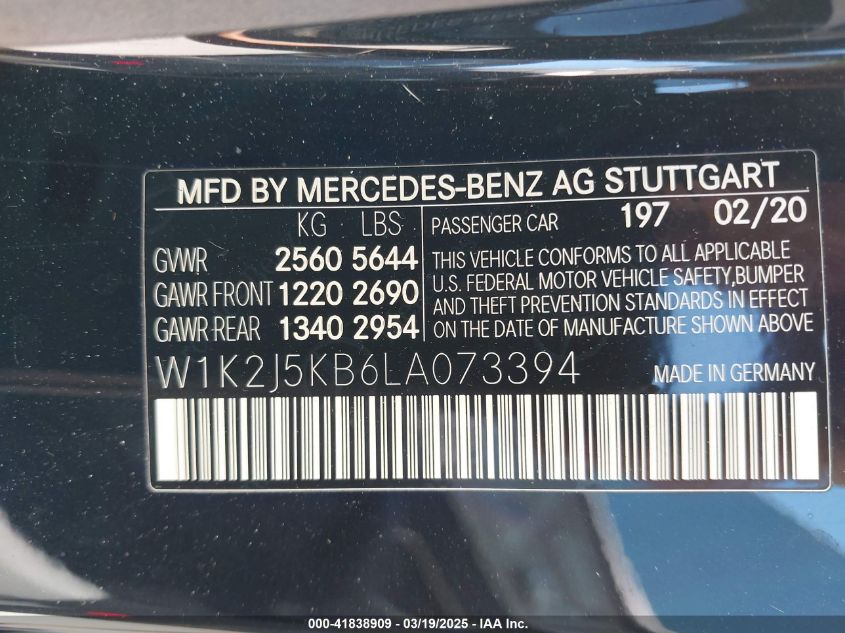 MFD BY MERCEDES-BENZ AG STUTTGART
KG LBS
GVWR 2560 5644
GAWR FRONT 1220 2690
GAWR REAR 1340 2954
PASSENGER CAR 197 02/20
THIS VEHICLE CONFORMS TO ALL APPLICABLE
U.S. FEDERAL MOTOR VEHICLE SAFETY,BUMPER
AND THEFT PREVENTION STANDARDS IN EFFECT
ON THE DATE OF MANUFACTURE SHOWN ABOVE
W1K2J5KB6LA073394 MADE IN GERMANY
000-41838909 - 03/19/2025 - IAA Inc.